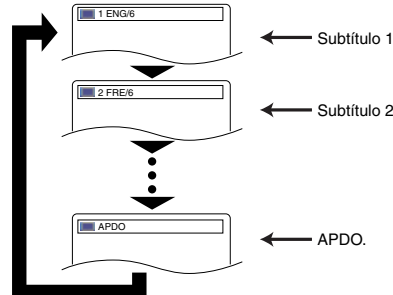 1 ENG/6
Subtítulo 1
2 FRE/6
Subtítulo 2
APDO
APDO.